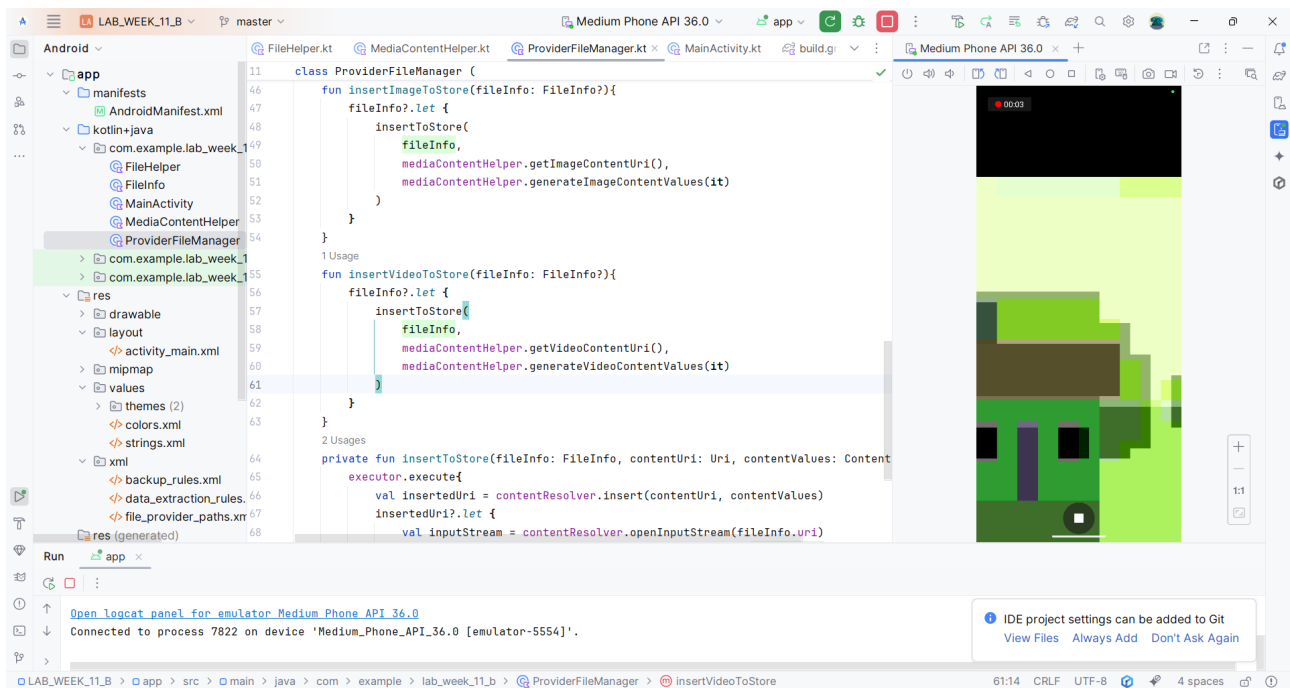 LAB_WEEK_11_B
master
Medium Phone API 36.0
app
Android
FileHelper.kt
MediaContentHelper.kt
ProviderFileManager.kt
MainActivity.kt
build.gr
Medium Phone API 36.0
app
manifests
AndroidManifest.xml
kotlin+java
com.example.lab_week_1
FileHelper
FileInfo
MainActivity
MediaContentHelper
ProviderFileManager
com.example.lab_week_1
com.example.lab_week_1
res
drawable
layout
activity_main.xml
mipmap
values
themes (2)
colors.xml
strings.xml
xml
backup_rules.xml
data_extraction_rules.
file_provider_paths.xm
res (generated)
11 class ProviderFileManager (
46 fun insertImageToStore(fileInfo: FileInfo?){
47 fileInfo?.let {
48 insertToStore(
49 fileInfo,
50 mediaContentHelper.getImageContentUri(),
51 mediaContentHelper.generateImageContentValues(it)
52 )
53 }
54 }
1 Usage
55 fun insertVideoToStore(fileInfo: FileInfo?){
56 fileInfo?.let {
57 insertToStore(
58 fileInfo,
59 mediaContentHelper.getVideoContentUri(),
60 mediaContentHelper.generateVideoContentValues(it)
61 )
62 }
63 }
2 Usages
64 private fun insertToStore(fileInfo: FileInfo, contentUri: Uri, contentValues: Content
65 executor.execute{
66 val insertedUri = contentResolver.insert(contentUri, contentValues)
67 insertedUri?.let {
68 val inputStream = contentResolver.openInputStream(fileInfo.uri)
00:03
1:1
Run
app
Open logcat panel for emulator Medium Phone API 36.0
Connected to process 7822 on device 'Medium_Phone_API_36.0 [emulator-5554]'.
IDE project settings can be added to Git
View Files Always Add Don't Ask Again
LAB_WEEK_11_B > app > src > main > java > com > example > lab_week_11_b > ProviderFileManager > insertVideoToStore
61:14 CRLF UTF-8 4 spaces